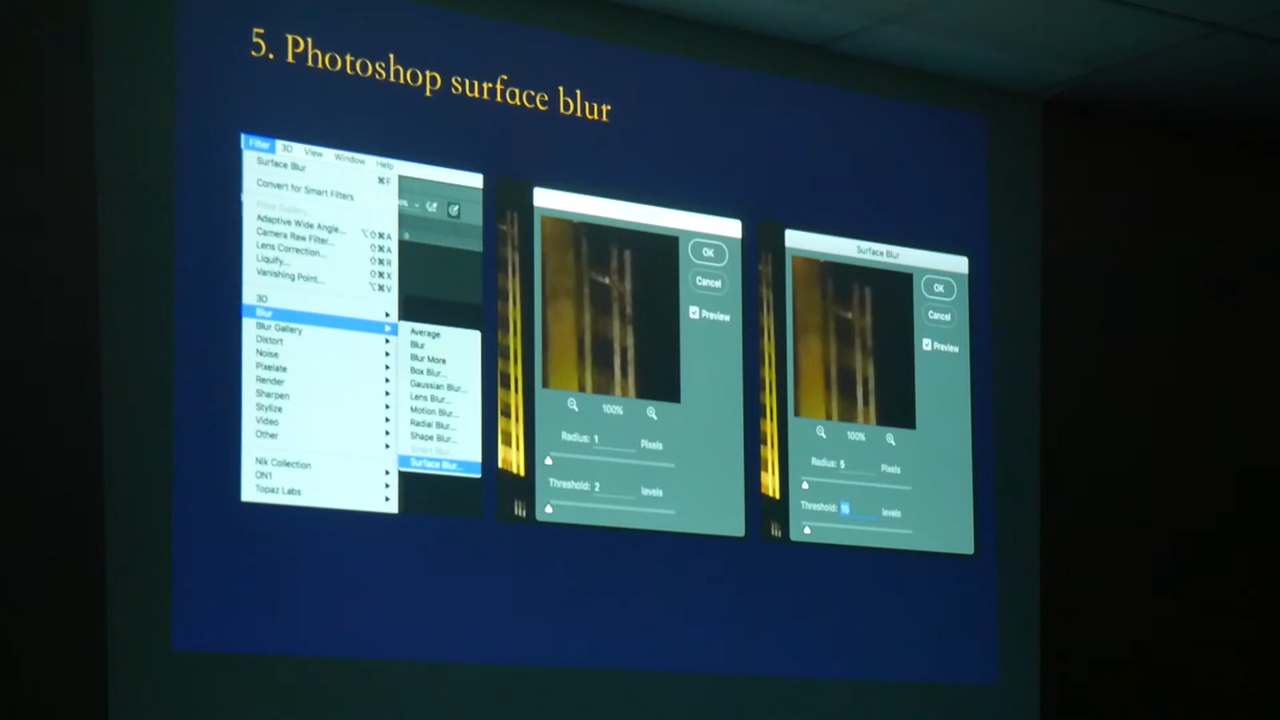 5. Photoshop surface blur
Filter 3D View Window Help
Surface Blur ⌘F
Convert for Smart Filters
Filter Gallery...
Adaptive Wide Angle... ⌥⇧⌘A
Camera Raw Filter... ⇧⌘A
Lens Correction... ⇧⌘R
Liquify... ⇧⌘X
Vanishing Point... ⌥⌘V
3D
Blur
Blur Gallery
Distort
Noise
Pixelate
Render
Sharpen
Stylize
Video
Other
Nik Collection
ON1
Topaz Labs
Average
Blur
Blur More
Box Blur...
Gaussian Blur...
Lens Blur...
Motion Blur...
Radial Blur...
Shape Blur...
Smart Blur...
Surface Blur...
OK
Cancel
Preview
100%
Radius: 1 Pixels
Threshold: 2 levels
Surface Blur
OK
Cancel
Preview
100%
Radius: 5 Pixels
Threshold: levels